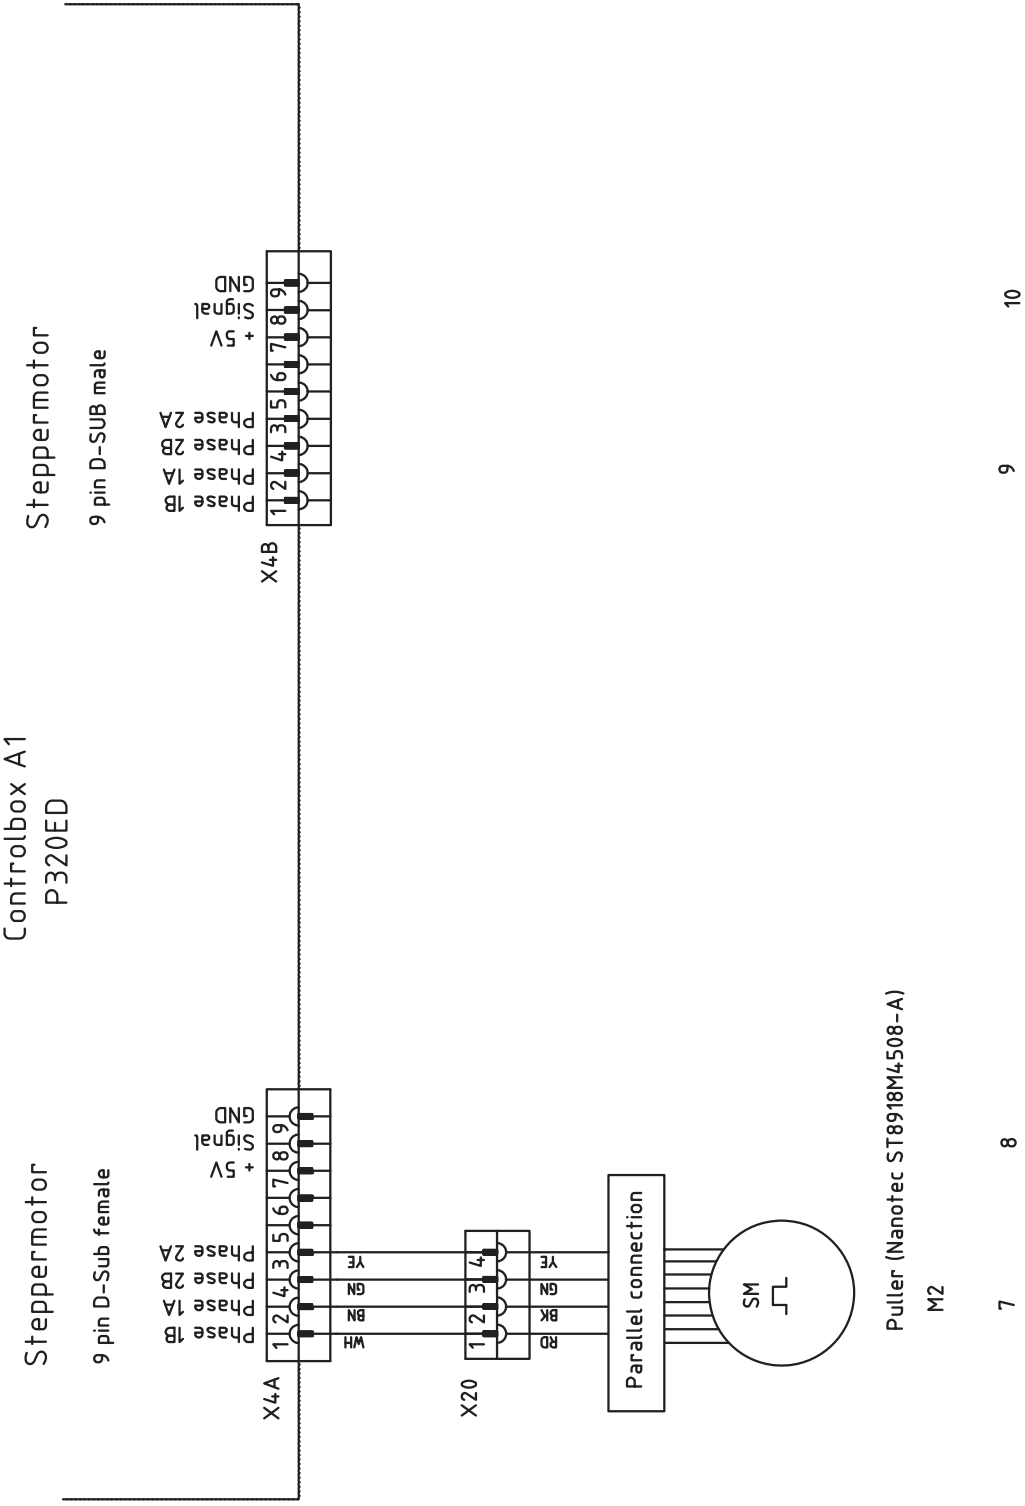 Controlbox A1
P320ED
Steppermotor
9 pin D-Sub female
Phase 1B
Phase 1A
Phase 2B
Phase 2A
+ 5V
Signal
GND
X4A
1
2
4
3
5
6
7
8
9
WH
BN
GN
YE
X20
1
2
3
4
RD
BK
GN
YE
Parallel connection
SM
Puller (Nanotec ST8918M4508-A)
M2
Steppermotor
9 pin D-SUB male
Phase 1B
Phase 1A
Phase 2B
Phase 2A
+ 5V
Signal
GND
X4B
1
2
4
3
5
6
7
8
9
7
8
9
10